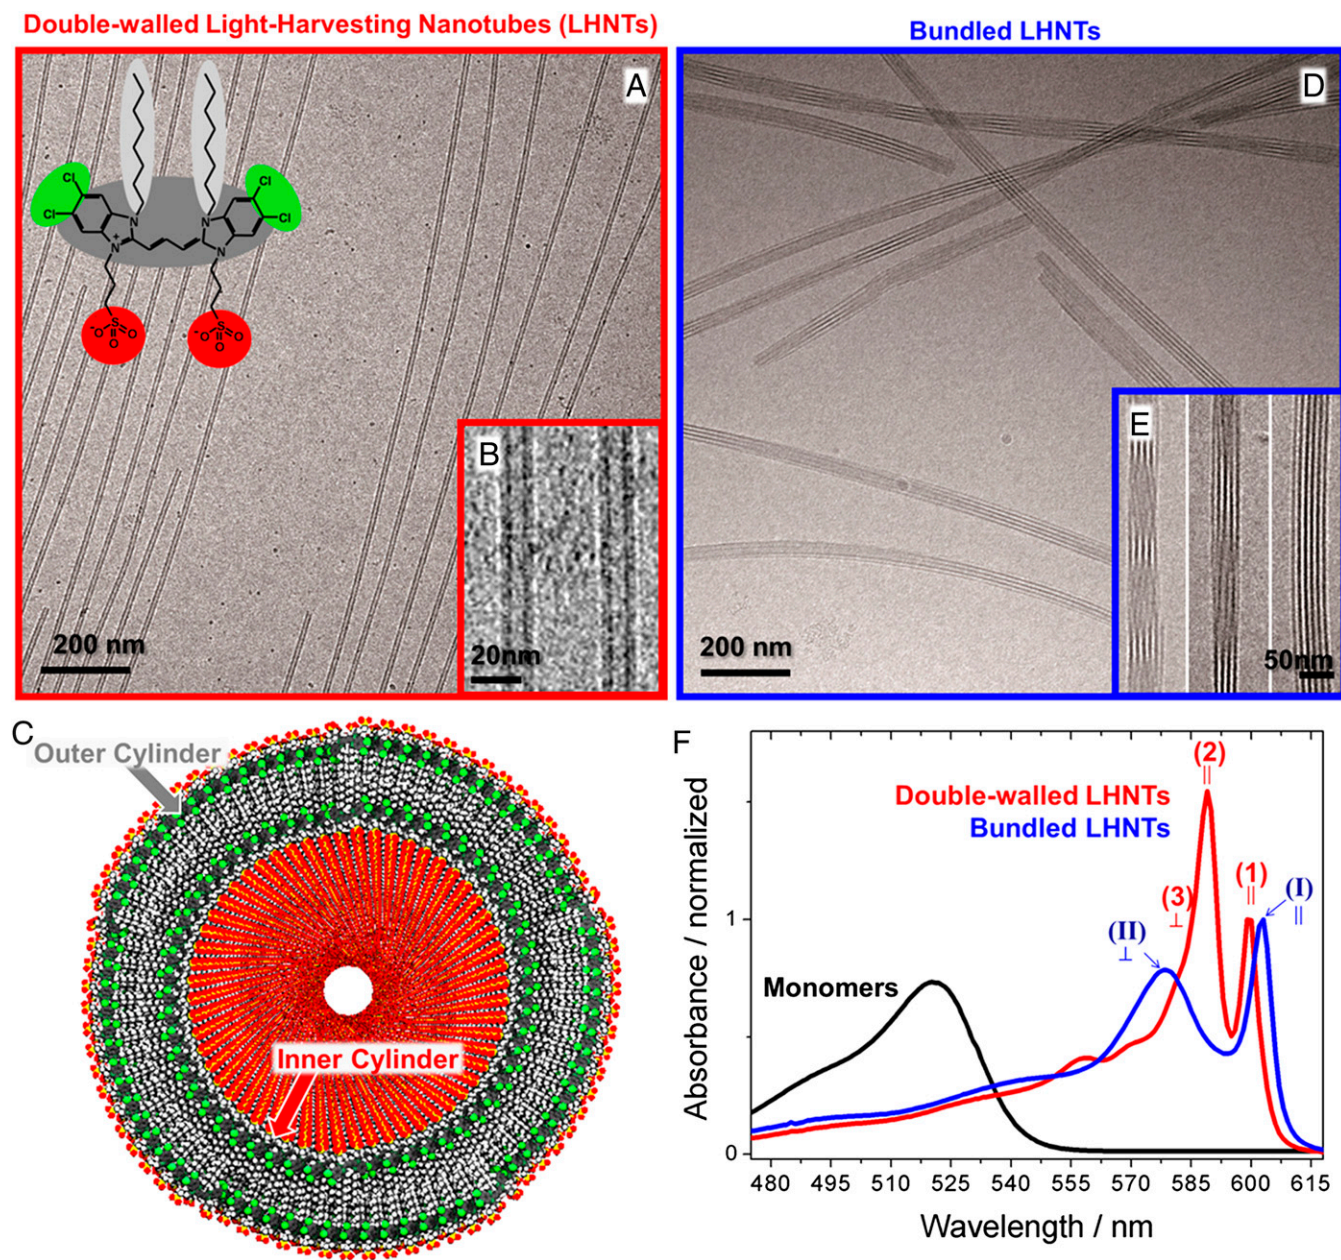 Double-walled Light-Harvesting Nanotubes (LHNTs)
Bundled LHNTs
A
Cl
Cl
Cl
Cl
N
N
N
+
N
-O
S
O
O
-O
S
O
O
200 nm
B
20nm
D
200 nm
E
50nm
C
Outer Cylinder
Inner Cylinder
F
Absorbance / normalized
1
0
Double-walled LHNTs
Bundled LHNTs
Monomers
(2)
||
(1)
||
(3)
⊥
(I)
||
(II)
⊥
480 495 510 525 540 555 570 585 600 615
Wavelength / nm